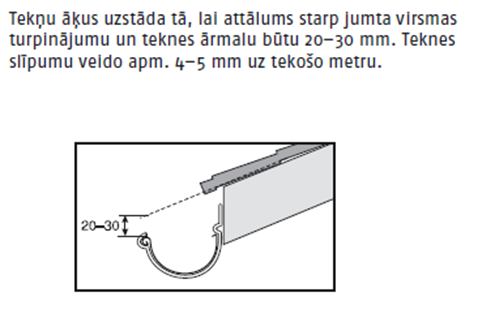 Tekņu āķus uzstāda tā, lai attālums starp jumta virsmas
turpinājumu un teknes ārmalu būtu 20–30 mm. Teknes
slīpumu veido apm. 4–5 mm uz tekošo metru.
20–30